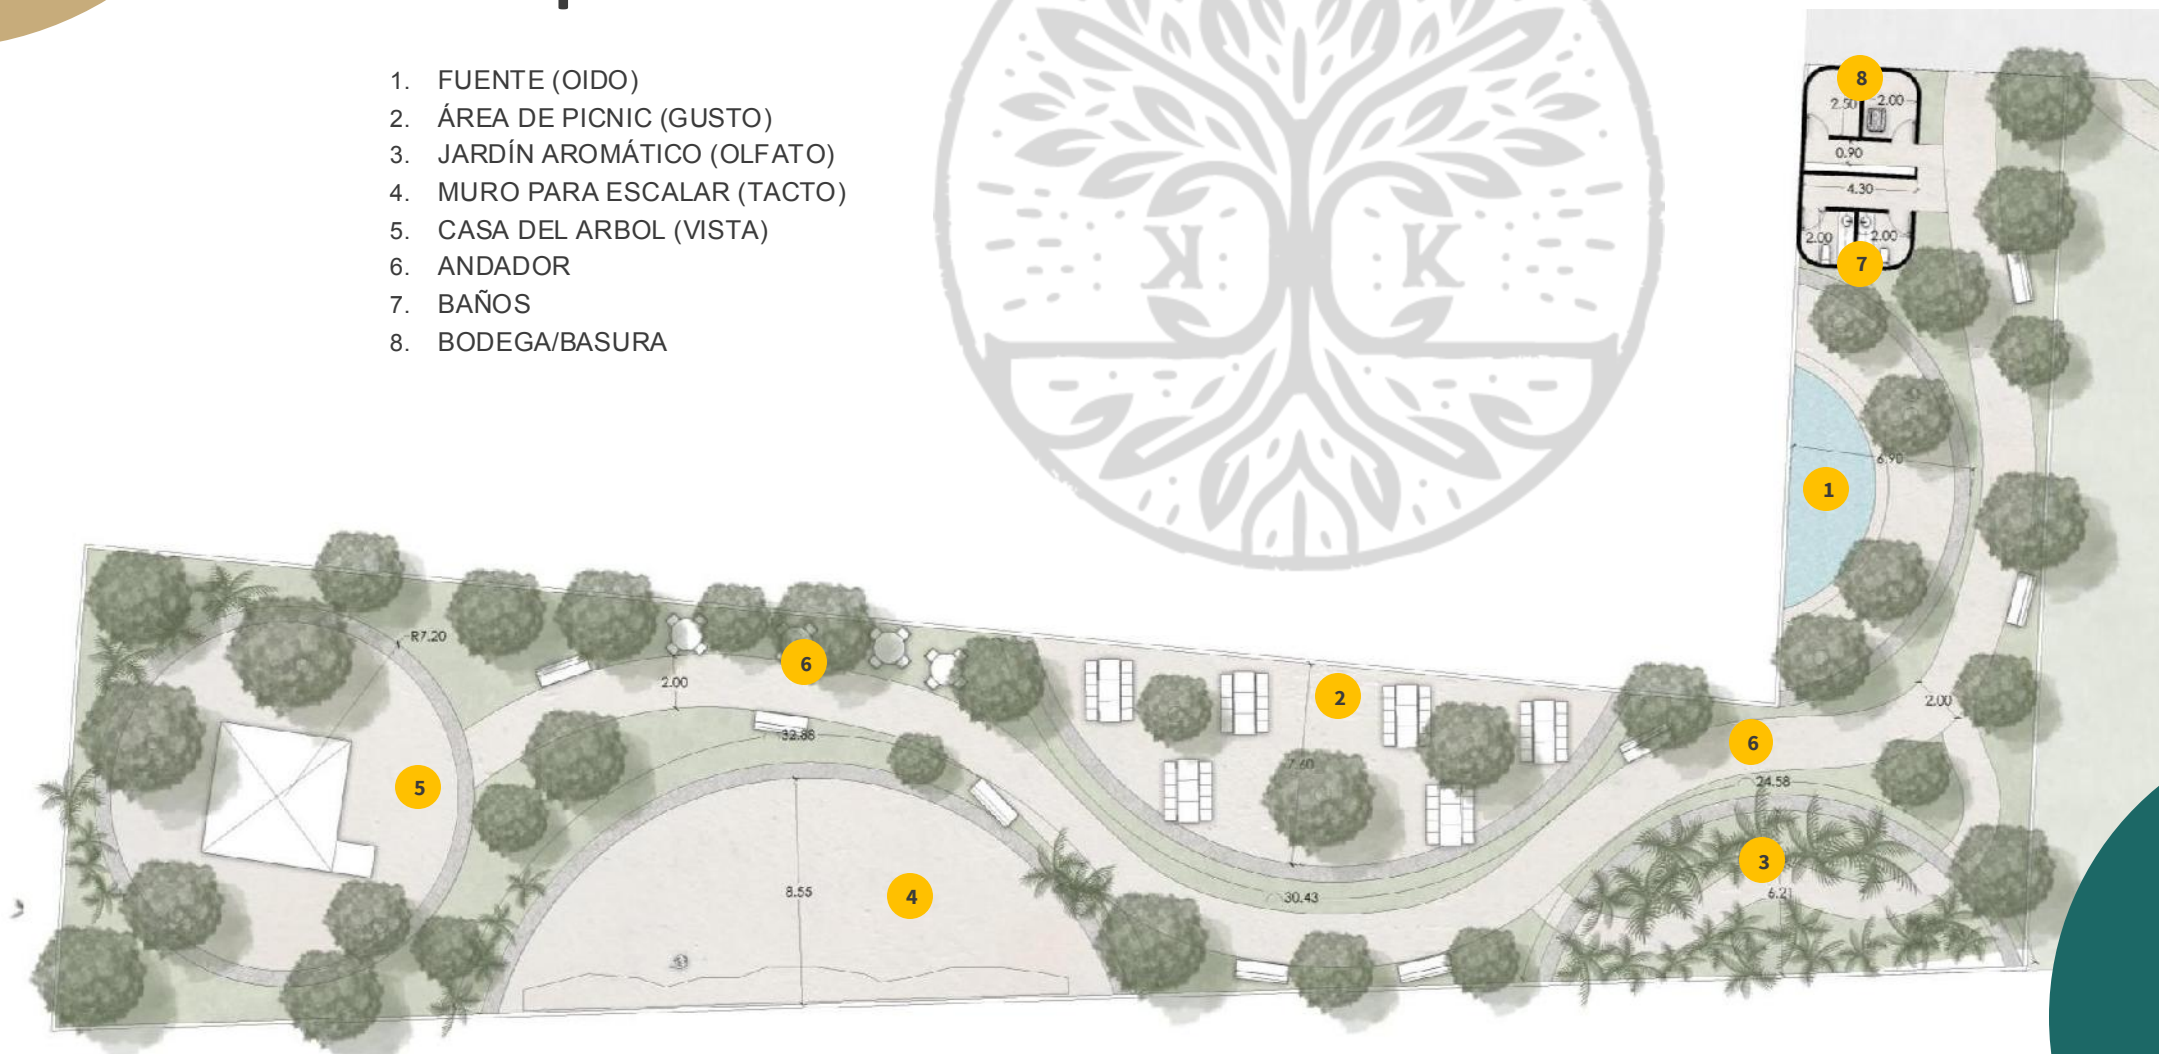 1. FUENTE (OIDO)
2. ÁREA DE PICNIC (GUSTO)
3. JARDÍN AROMÁTICO (OLFATO)
4. MURO PARA ESCALAR (TACTO)
5. CASA DEL ARBOL (VISTA)
6. ANDADOR
7. BAÑOS
8. BODEGA/BASURA
K K
8
2.50 2.00
0.90
4.30
2.00 2.00
7
6.90
1
R7.20
6
2.00
2
2.00
32.88
6
7.60
24.58
5
3
8.55
4
30.43
6.21